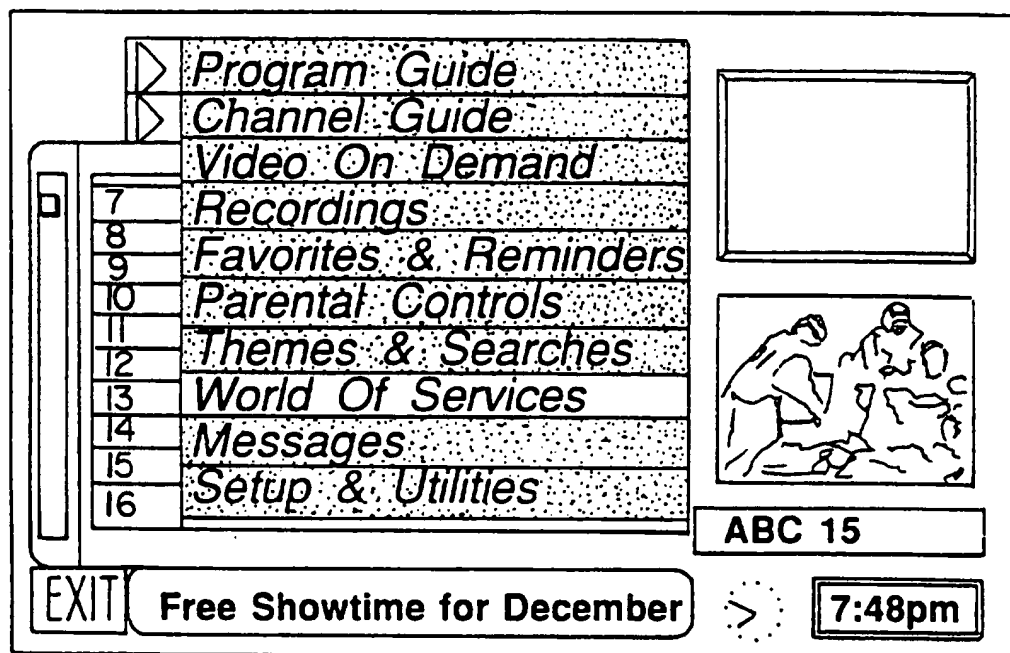 Program Guide
Channel Guide
Video On Demand
7 Recordings
8
Favorites & Reminders
9
10 Parental Controls
11
Themes & Searches
12
13 World Of Services
14 Messages
15
Setup & Utilities
16
ABC 15
EXIT Free Showtime for December 7:48pm